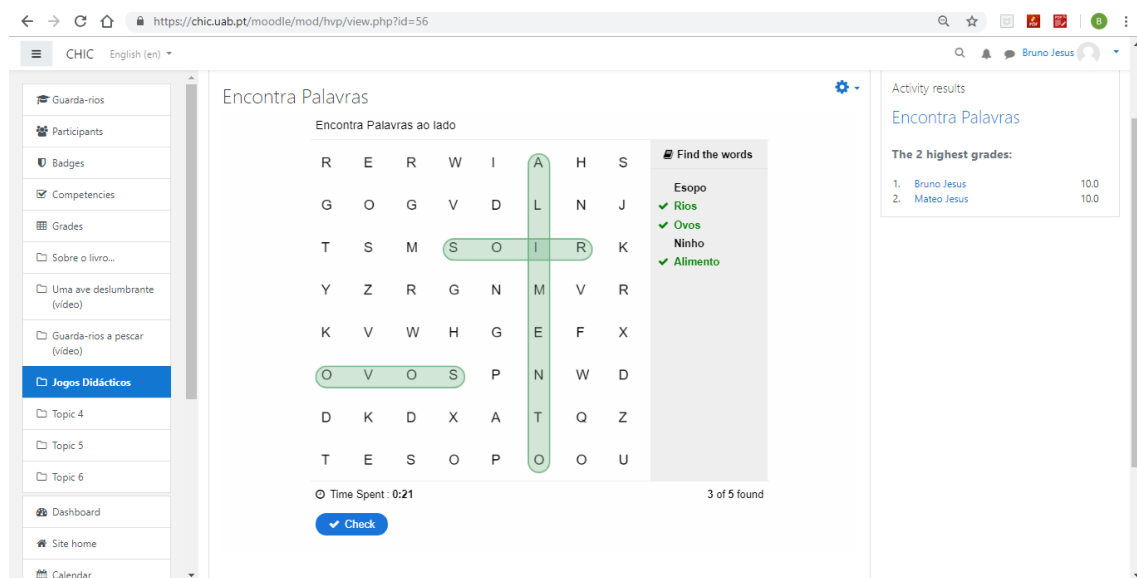 https://chic.uab.pt/moodle/mod/hvp/view.php?id=56
B
CHIC English (en)
Bruno Jesus
Guarda-rios
Participants
Badges
Competencies
Grades
Sobre o livro...
Uma ave deslumbrante
(vídeo)
Guarda-rios a pescar
(vídeo)
Jogos Didácticos
Topic 4
Topic 5
Topic 6
Dashboard
Site home
Calendar
Encontra Palavras
Encontra Palavras ao lado
R E R W I A H S
G O G V D L N J
T S M S O I R K
Y Z R G N M V R
K V W H G E F X
O V O S P N W D
D K D X A T Q Z
T E S O P O O U
Find the words
Esopo
Rios
Ovos
Ninho
Alimento
Time Spent : 0:21
3 of 5 found
Check
Activity results
Encontra Palavras
The 2 highest grades:
1. Bruno Jesus 10.0
2. Mateo Jesus 10.0